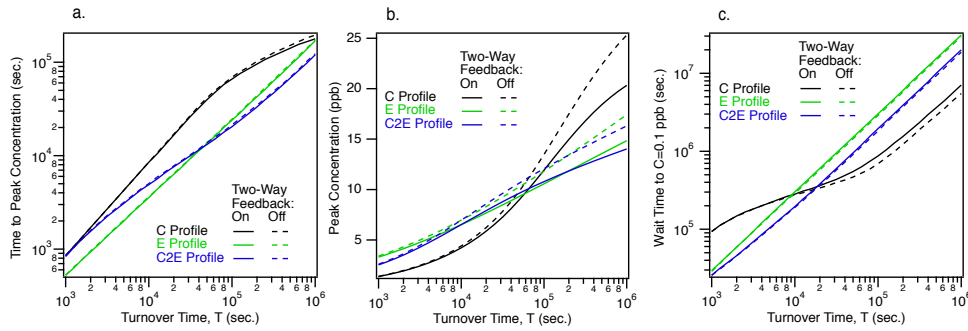 a.
Time to Peak Concentration (sec.)
10^5
8
6
4
2
10^4
8
6
4
2
10^3
8
6
Two-Way
Feedback:
On Off
C Profile
E Profile
C2E Profile
10^3 2 4 6 8 10^4 2 4 6 8 10^5 2 4 6 8 10^6
Turnover Time, T (sec.)
b.
Peak Concentration (ppb)
25
20
15
10
5
Two-Way
Feedback:
On Off
C Profile
E Profile
C2E Profile
10^3 2 4 6 8 10^4 2 4 6 8 10^5 2 4 6 8 10^6
Turnover Time, T (sec.)
c.
Wait Time to C=0.1 ppb (sec.)
10^7
10^6
10^5
Two-Way
Feedback:
On Off
C Profile
E Profile
C2E Profile
10^3 2 4 6 8 10^4 2 4 6 8 10^5 2 4 6 8 10^6
Turnover Time, T (sec.)